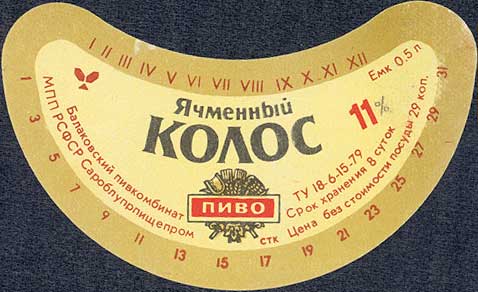 I II III IV V VI VII VIII IX X XI XII
Емк 0.5 л
Ячменный
КОЛОС
11%
Балаковский пивкомбинат
МПП РСФСР Сароблупрпищепром
ПИВО
ТУ 18-6-15-79
Срок хранения 8 суток
Цена без стоимости посуды 29 коп.
стк
1 3 5 7 9 11 13 15 17 19 21 23 25 27 29 31